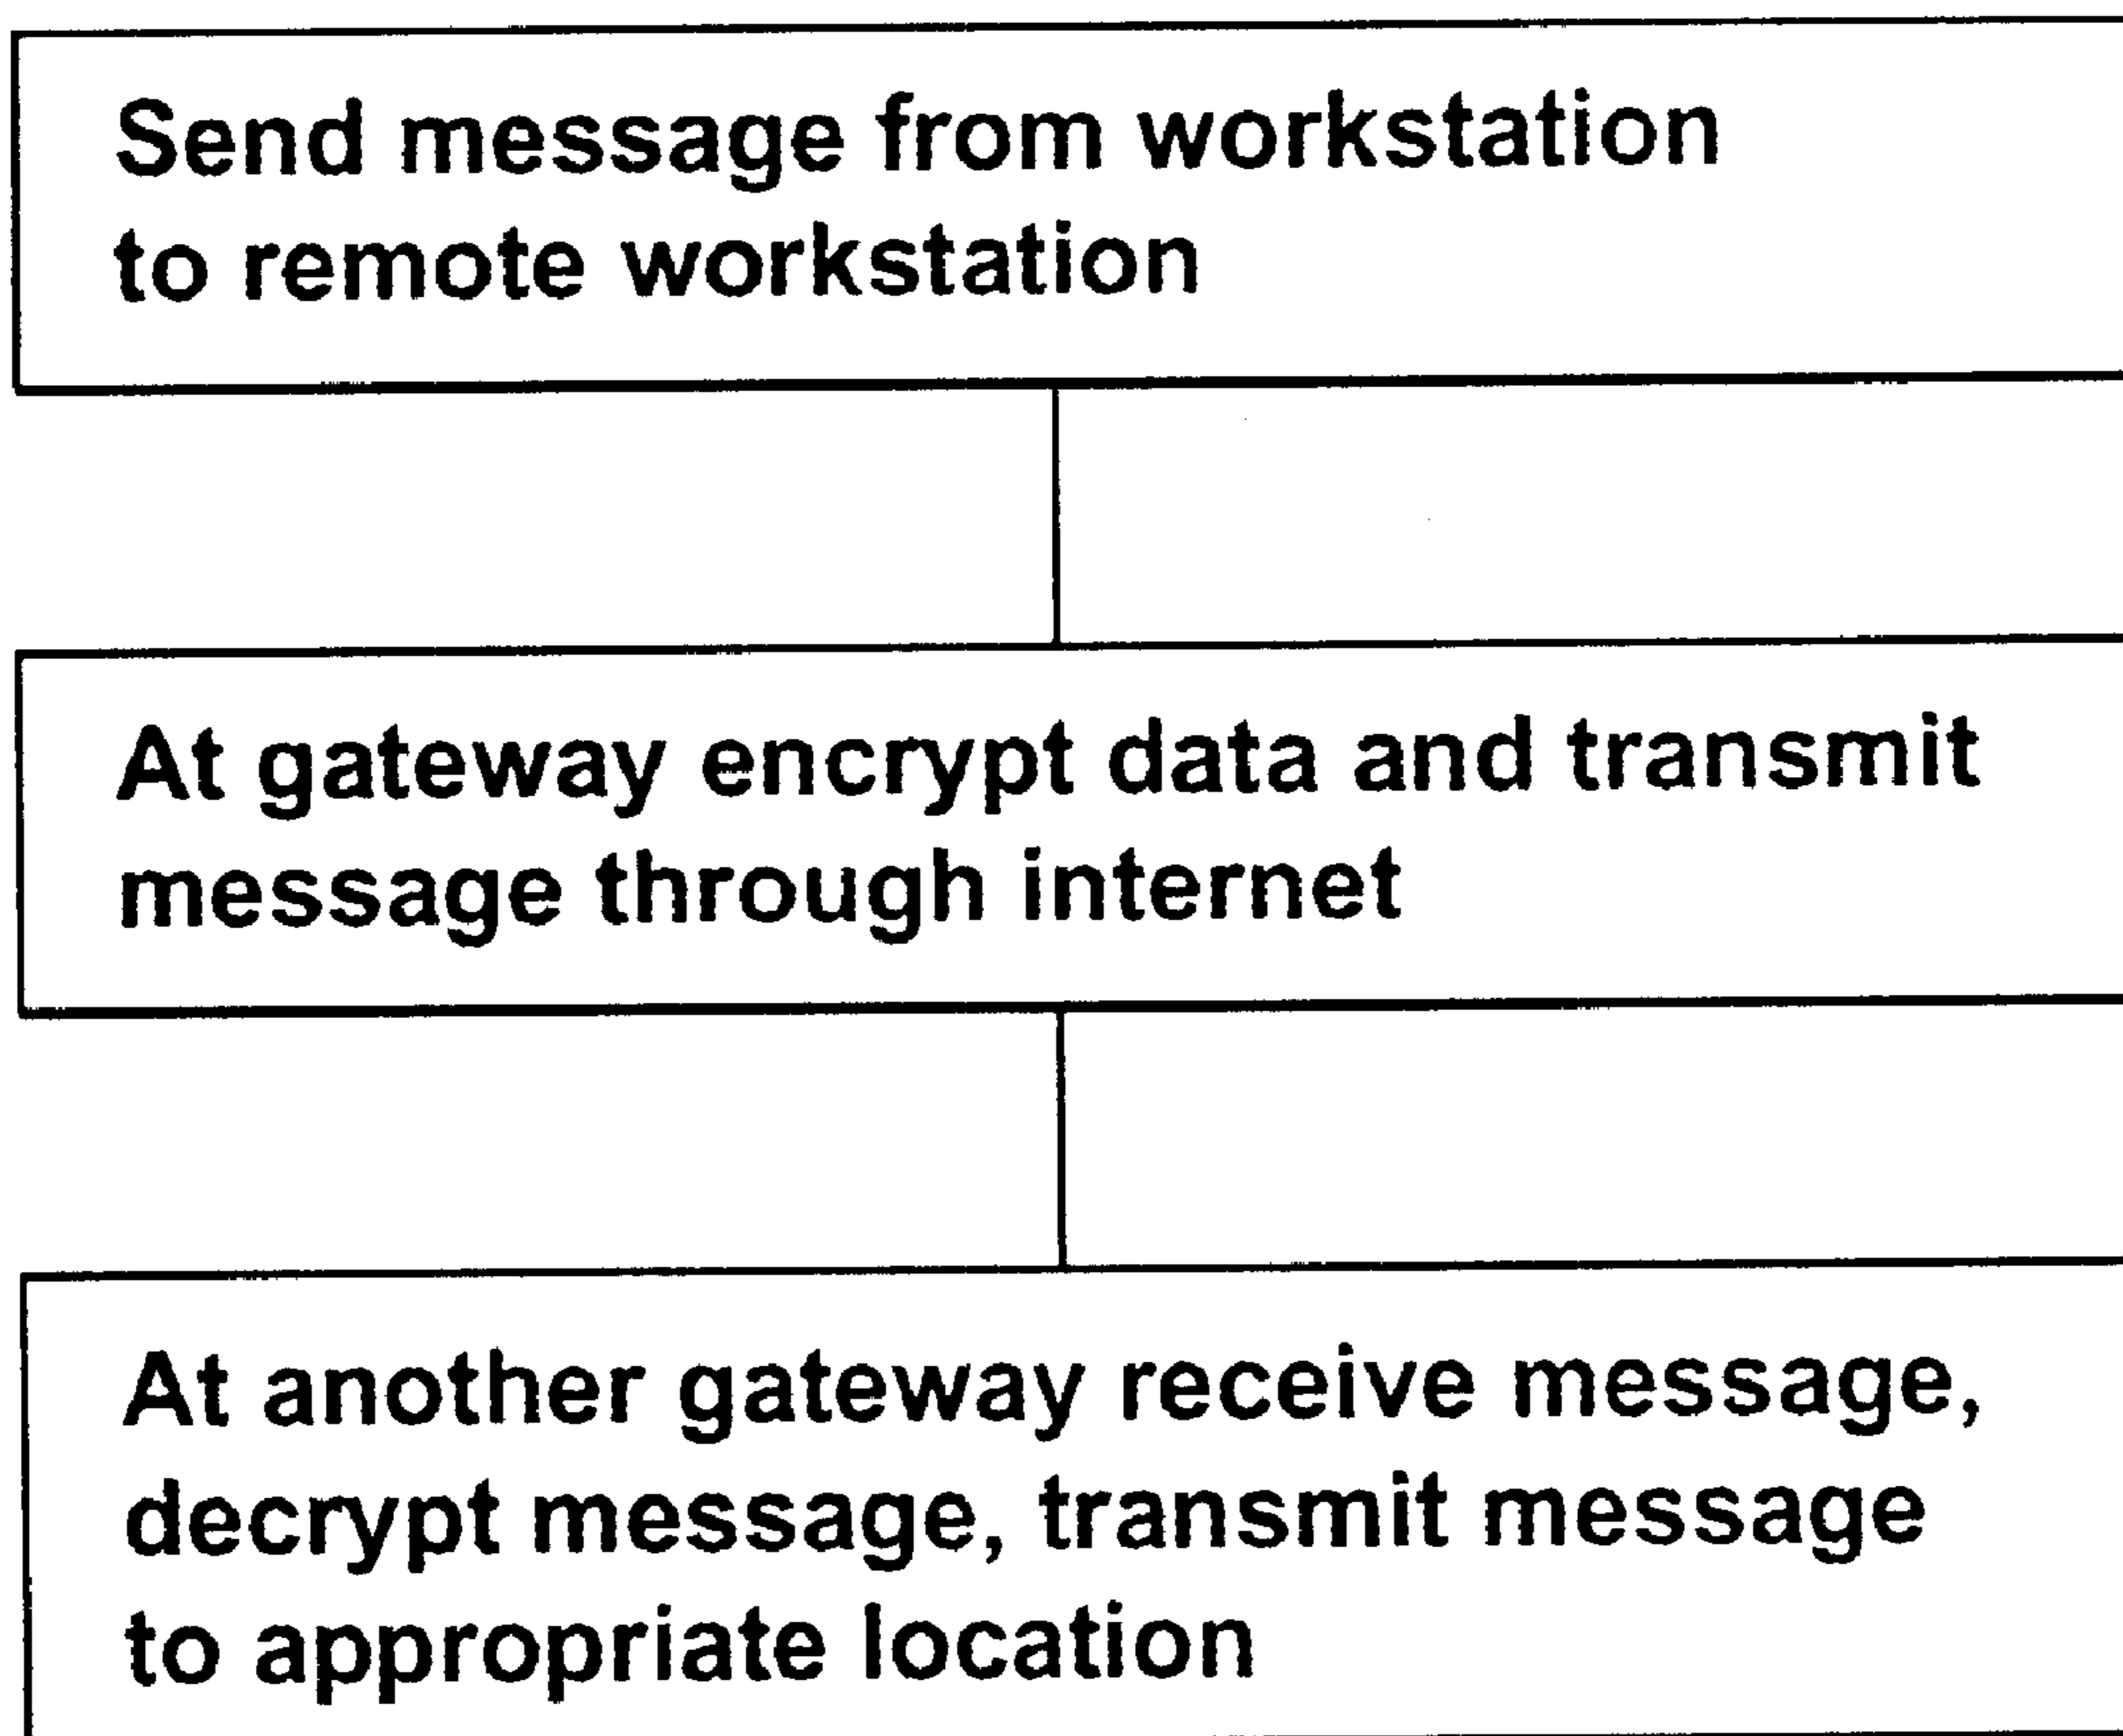 Send message from workstation
to remote workstation
At gateway encrypt data and transmit
message through internet
At another gateway receive message,
decrypt message, transmit message
to appropriate location